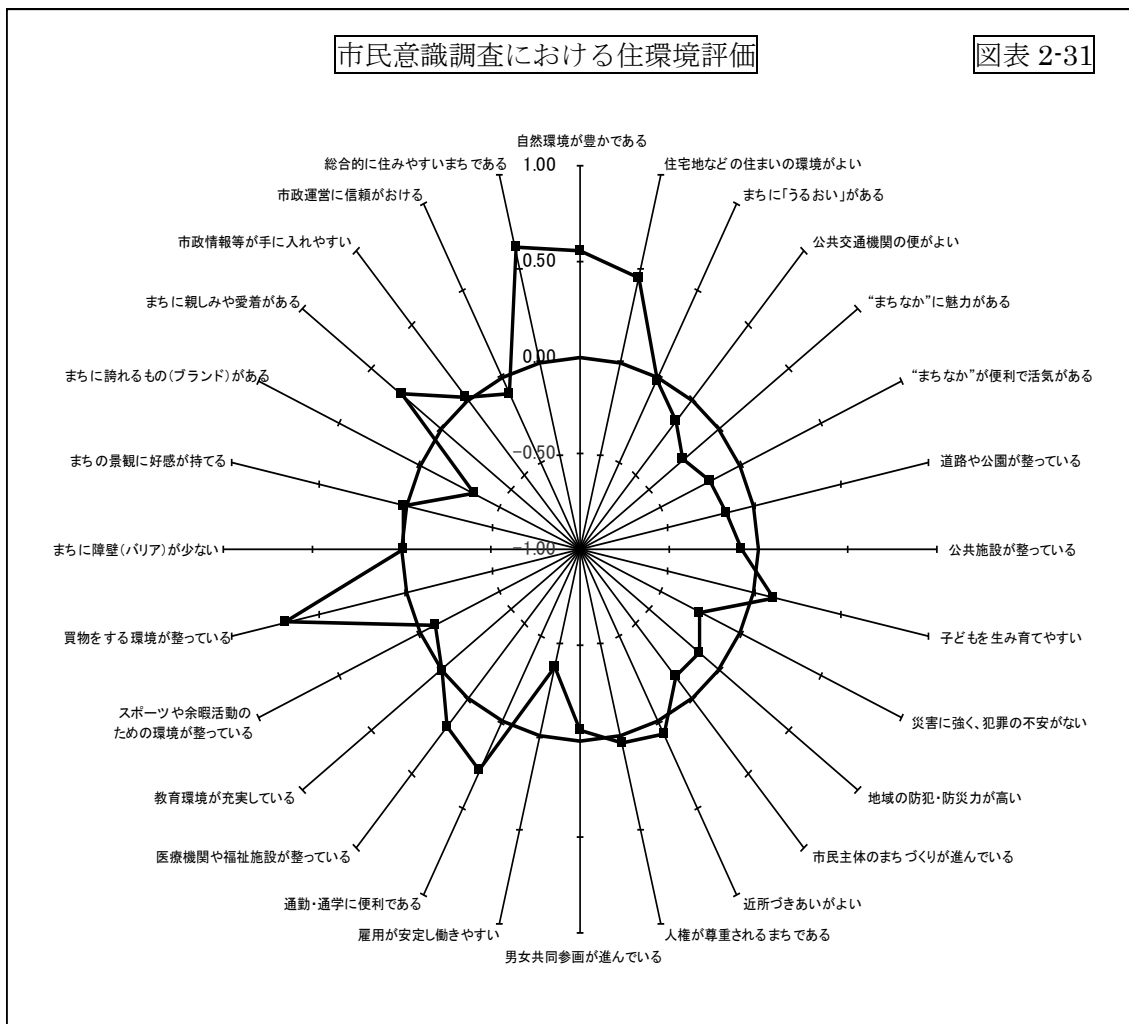 市民意識調査における住環境評価
図表 2-31
自然環境が豊かである
住宅地などの住まいの環境がよい
まちに「うるおい」がある
公共交通機関の便がよい
“まちなか”に魅力がある
“まちなか”が便利で活気がある
道路や公園が整っている
公共施設が整っている
子どもを生み育てやすい
災害に強く、犯罪の不安がない
地域の防犯・防災力が高い
市民主体のまちづくりが進んでいる
近所づきあいがよい
人権が尊重されるまちである
男女共同参画が進んでいる
雇用が安定し働きやすい
通勤・通学に便利である
医療機関や福祉施設が整っている
教育環境が充実している
スポーツや余暇活動の
ための環境が整っている
買物をする環境が整っている
まちに障壁(バリア)が少ない
まちの景観に好感が持てる
まちに誇れるもの(ブランド)がある
まちに親しみや愛着がある
市政情報等が手に入れやすい
市政運営に信頼がおける
総合的に住みやすいまちである
1.00
0.50
0.00
-0.50
-1.00